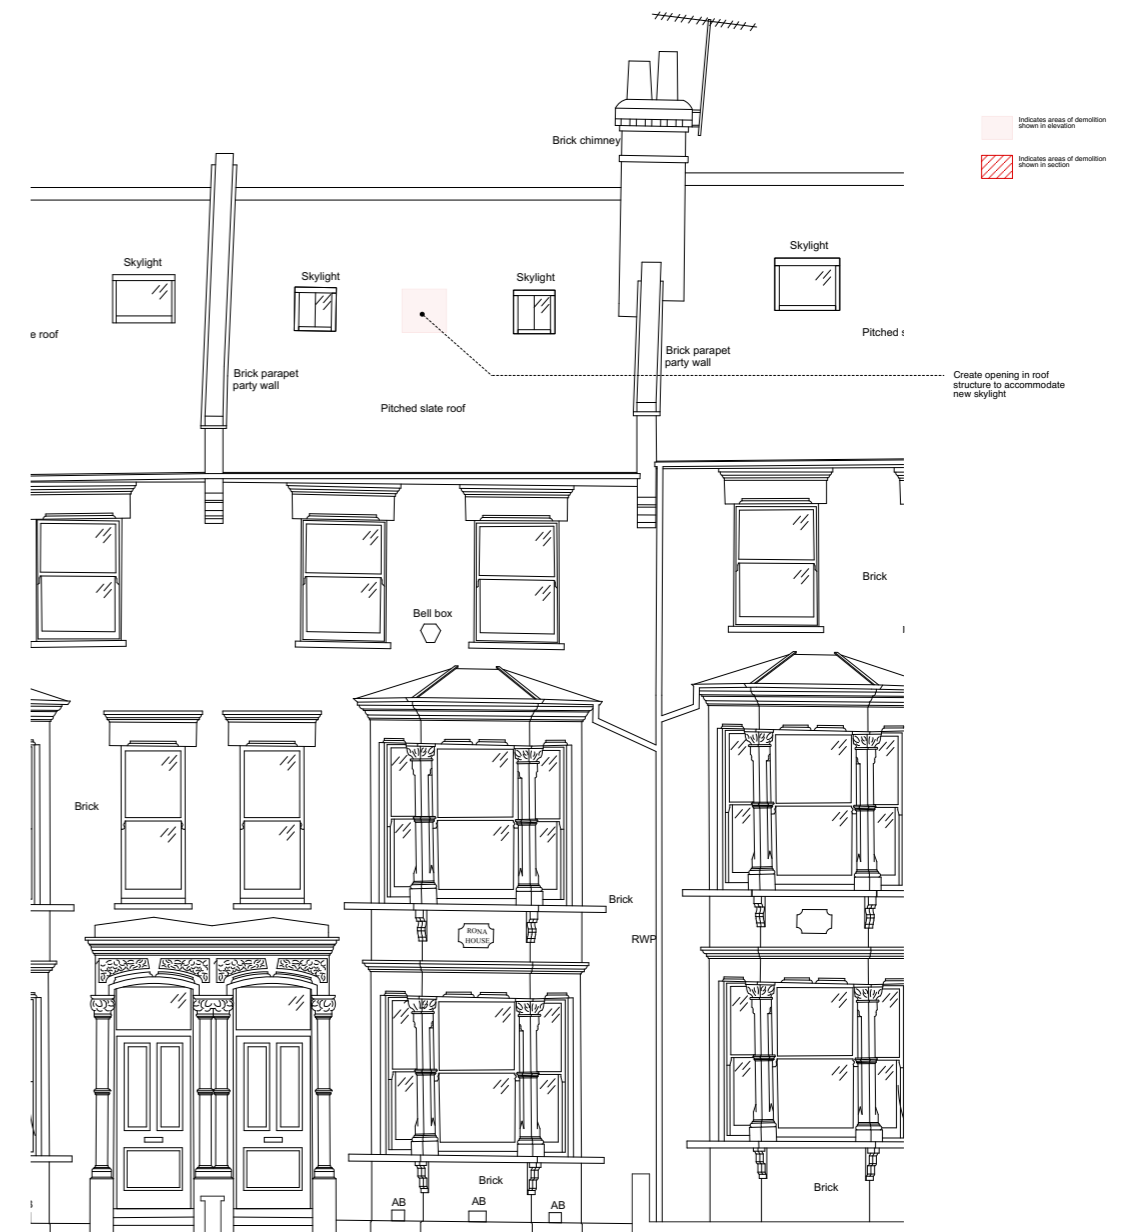 Indicates areas of demolition
shown in elevation
Brick chimney
Indicates areas of demolition
shown in section
Skylight
Skylight
Skylight
Skylight
e roof
Pitched s
Brick parapet
party wall
Brick parapet
party wall
Create opening in roof
structure to accommodate
new skylight
Pitched slate roof
Brick
Bell box
Brick
Brick
RONA
HOUSE
RWP
Brick
Brick
AB
AB
AB